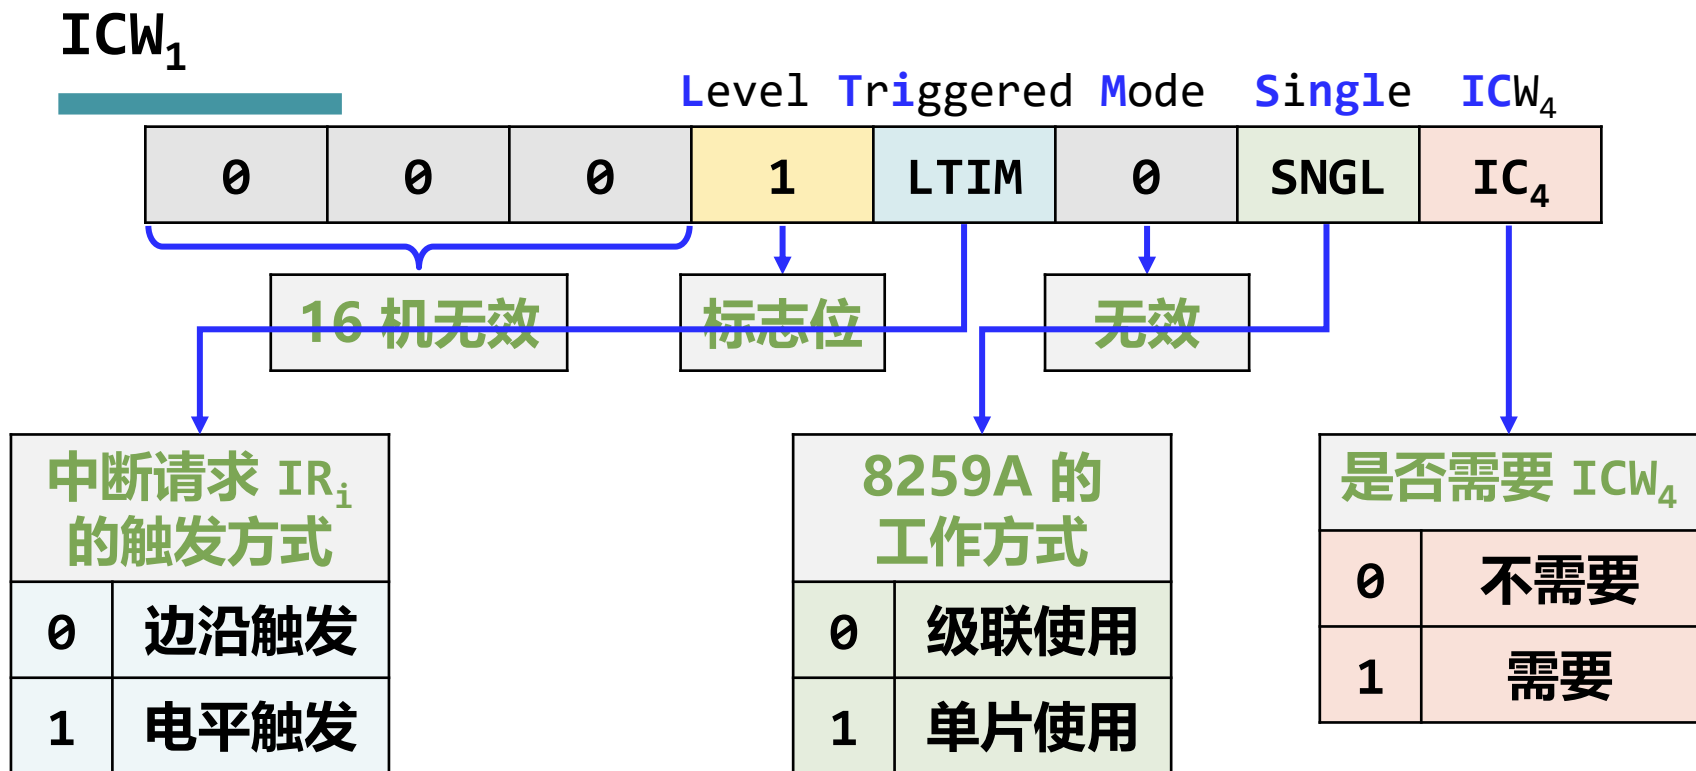 ICW₁
Level Triggered Mode Single ICW₄
0 0 0 1 LTIM 0 SNGL IC₄
16 机无效 标志位 无效
中断请求 IRᵢ
的触发方式
0 边沿触发
1 电平触发
8259A 的
工作方式
0 级联使用
1 单片使用
是否需要 ICW₄
0 不需要
1 需要